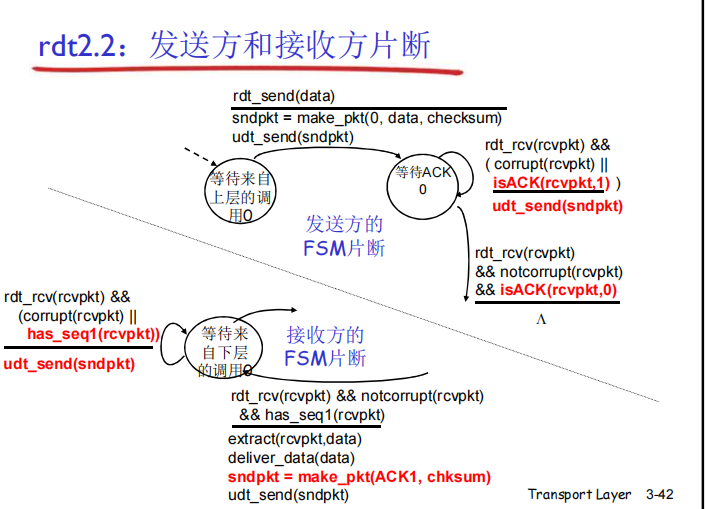 rdt2.2：发送方和接收方片断
rdt_send(data)
sndpkt = make_pkt(0, data, checksum)
udt_send(sndpkt)
等待来自
上层的调
用0
等待ACK
0
rdt_rcv(rcvpkt) &&
( corrupt(rcvpkt) ||
isACK(rcvpkt,1) )
udt_send(sndpkt)
发送方的
FSM片断
rdt_rcv(rcvpkt)
&& notcorrupt(rcvpkt)
&& isACK(rcvpkt,0)
Λ
rdt_rcv(rcvpkt) &&
(corrupt(rcvpkt) ||
has_seq1(rcvpkt))
udt_send(sndpkt)
等待来
自下层
的调用0
接收方的
FSM片断
rdt_rcv(rcvpkt) && notcorrupt(rcvpkt)
&& has_seq1(rcvpkt)
extract(rcvpkt,data)
deliver_data(data)
sndpkt = make_pkt(ACK1, chksum)
udt_send(sndpkt)
Transport Layer 3-42